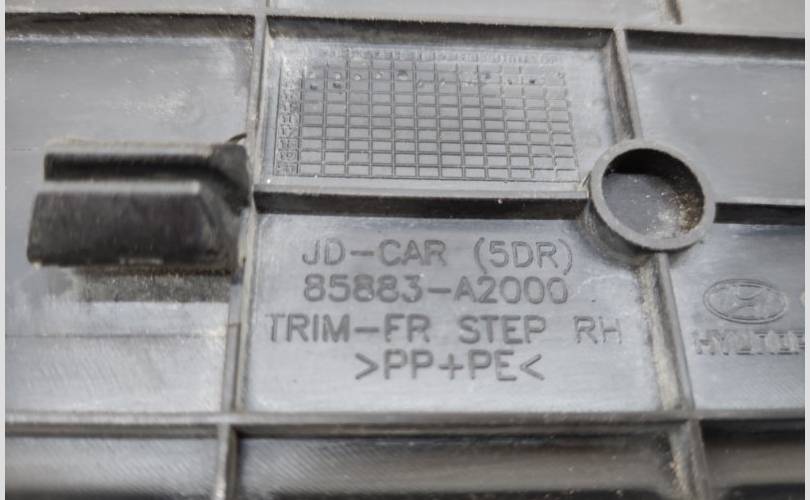 JD-CAR (5DR)
85883-A2000
TRIM-FR STEP RH
>PP+PE<